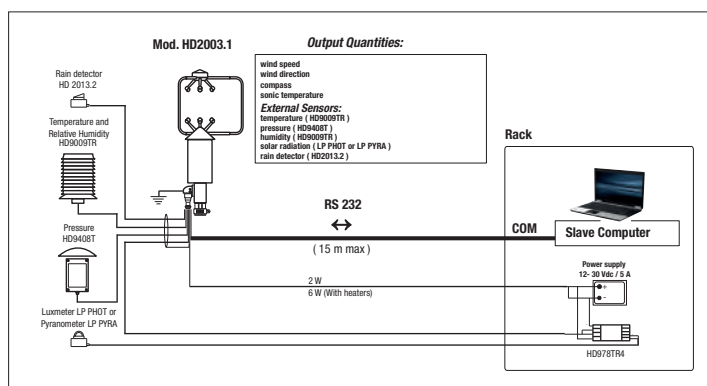 Mod. HD2003.1
Output Quantities:
wind speed
wind direction
compass
sonic temperature
External Sensors:
temperature ( HD9009TR )
pressure ( HD9408T )
humidity ( HD9009TR )
solar radiation ( LP PHOT or LP PYRA )
rain detector ( HD2013.2 )
Rain detector
HD 2013.2
Temperature and
Relative Humidity
HD9009TR
Pressure
HD9408T
Luxmeter LP PHOT or
Pyranometer LP PYRA
RS 232
( 15 m max )
2 W
6 W (With heaters)
Rack
COM
Slave Computer
Power supply
12- 30 Vdc / 5 A
+
-
HD978TR4